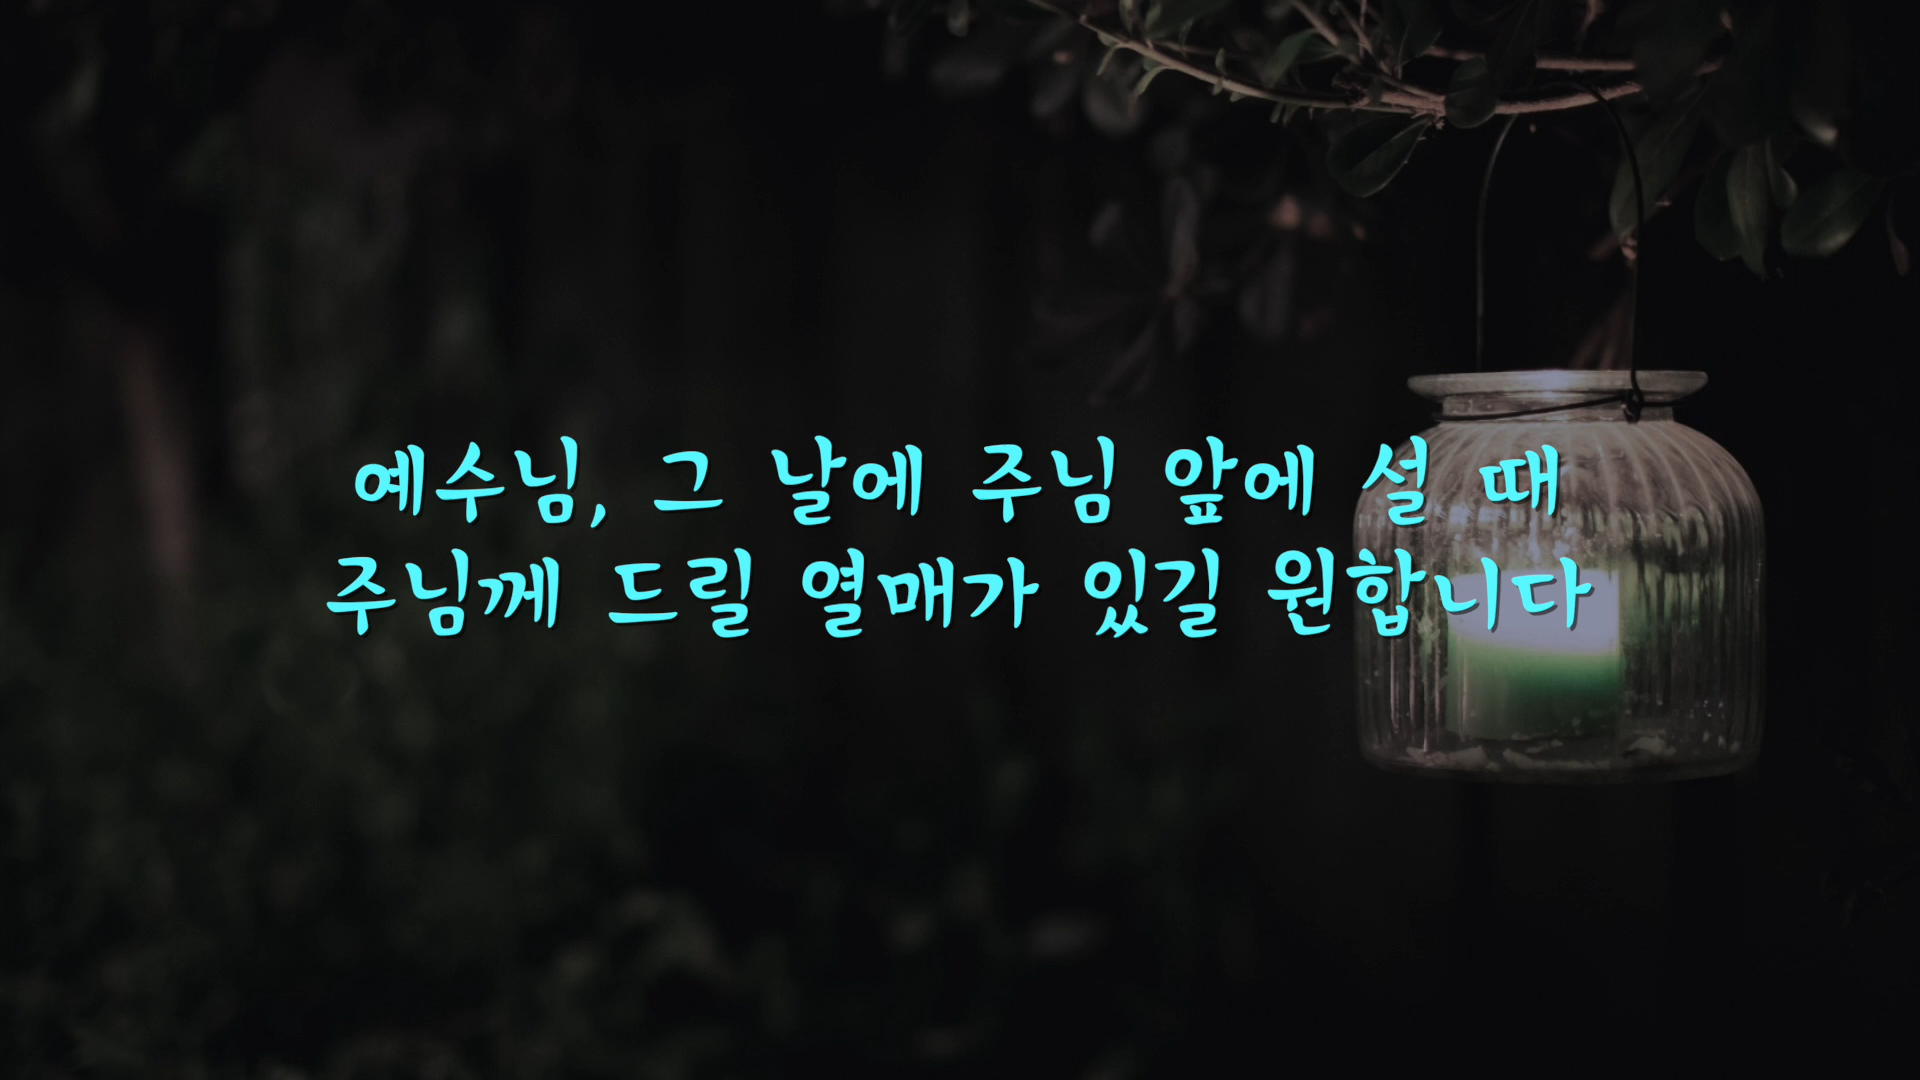 예수님, 그 날에 주님 앞에 설 때
주님께 드릴 열매가 있길 원합니다